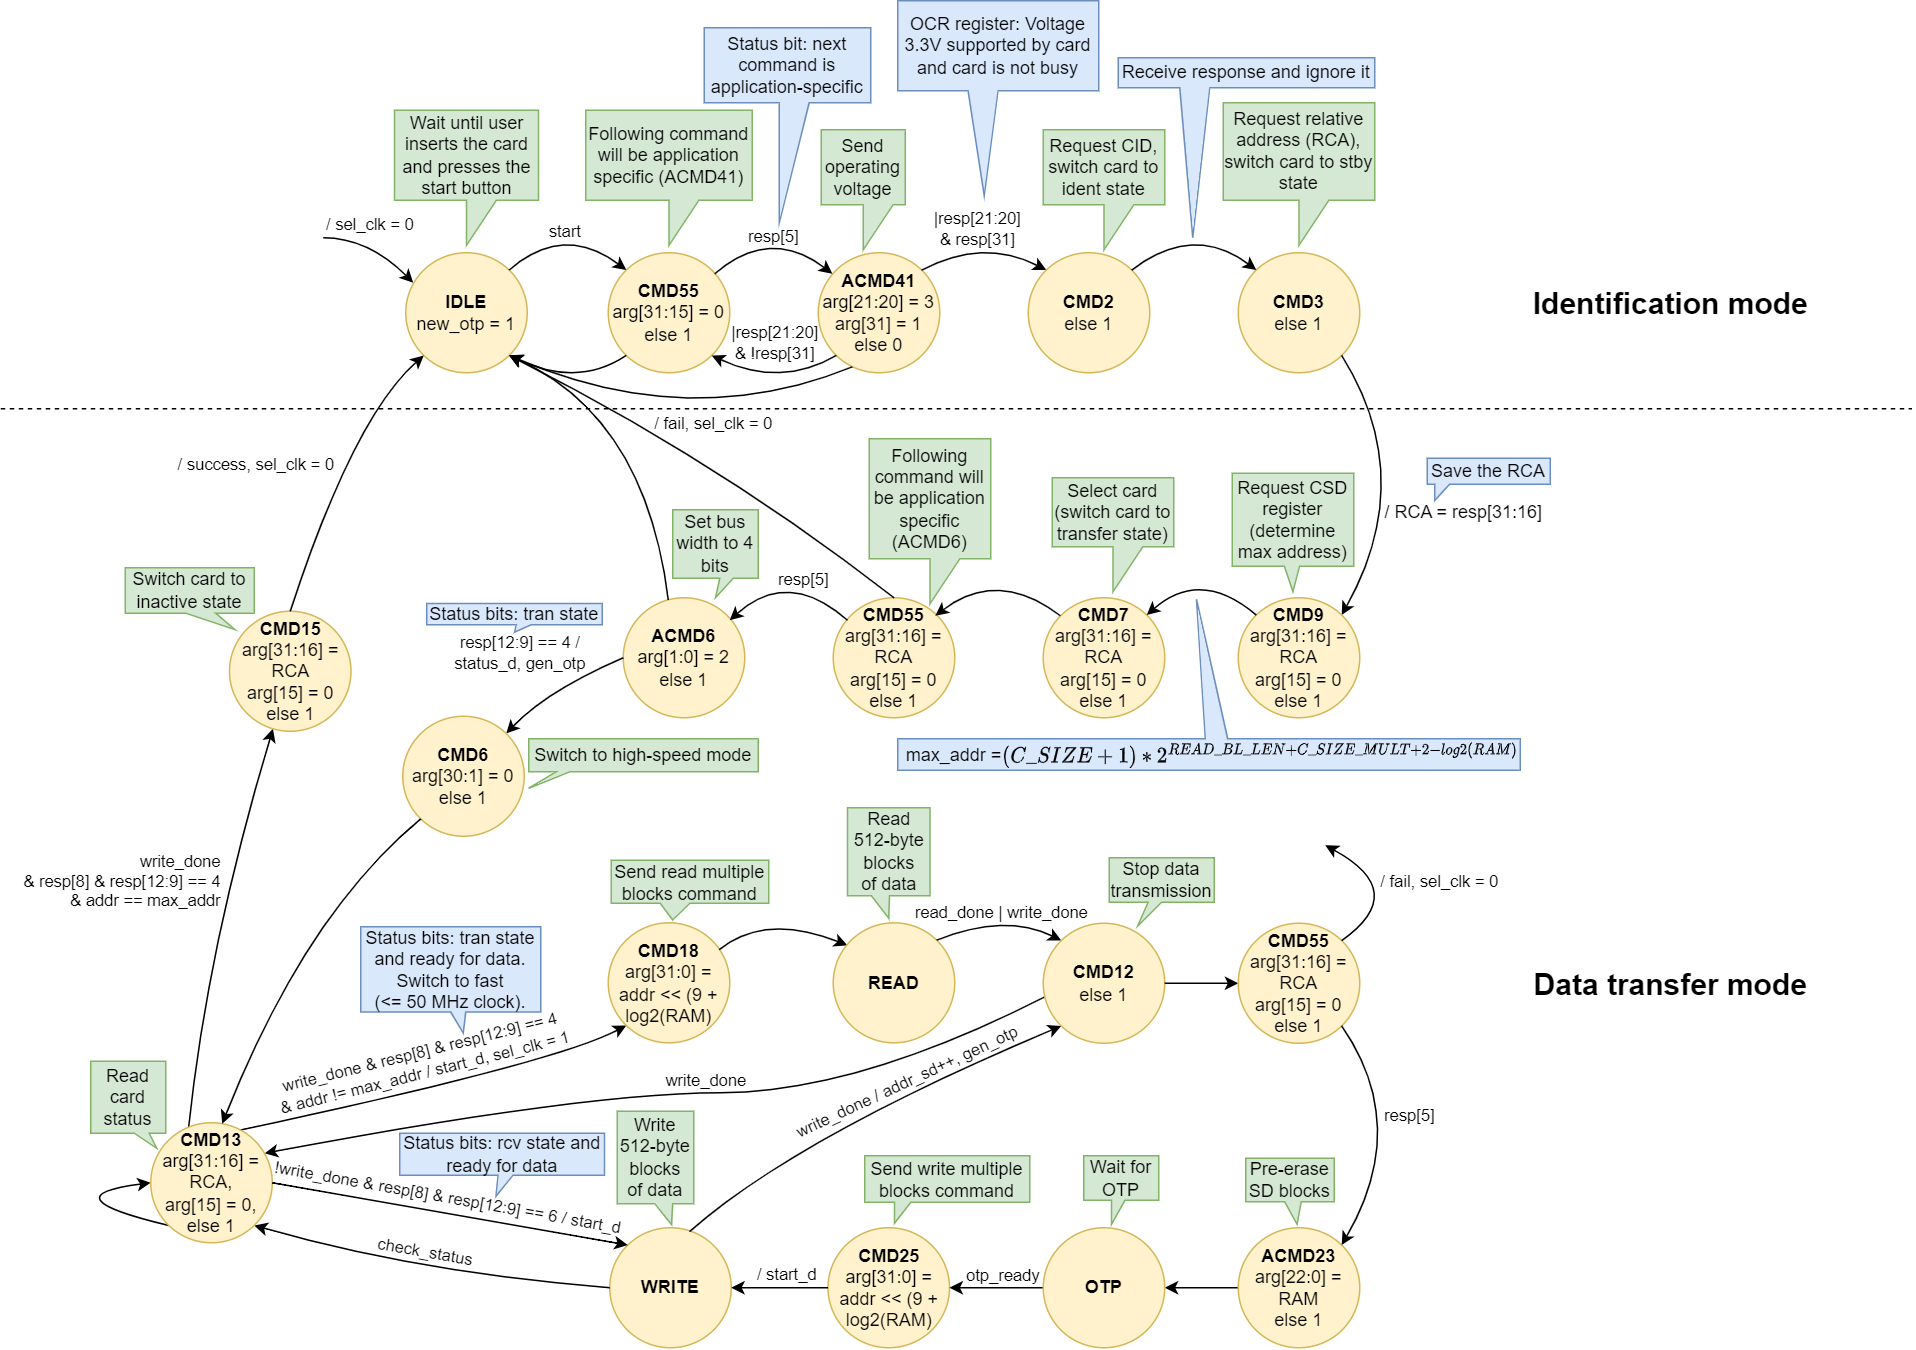 OCR register: Voltage
3.3V supported by card
and card is not busy
Status bit: next
command is
application-specific
Receive response and ignore it
Wait until user
inserts the card
and presses the
start button
Following command
will be application
specific (ACMD41)
Send
operating
voltage
Request CID,
switch card to
ident state
Request relative
address (RCA),
switch card to stby
state
/ sel_clk = 0
start
resp[5]
|resp[21:20]
& resp[31]
IDLE
new_otp = 1
CMD55
arg[31:15] = 0
else 1
ACMD41
arg[21:20] = 3
arg[31] = 1
else 0
CMD2
else 1
CMD3
else 1
Identification mode
|resp[21:20]
& !resp[31]
/ fail, sel_clk = 0
/ success, sel_clk = 0
Following
command will
be application
specific
(ACMD6)
Select card
(switch card to
transfer state)
Request CSD
register
(determine
max address)
Save the RCA
/ RCA = resp[31:16]
Set bus
width to 4
bits
resp[5]
Switch card to
inactive state
Status bits: tran state
resp[12:9] == 4 /
status_d, gen_otp
CMD15
arg[31:16] =
RCA
arg[15] = 0
else 1
ACMD6
arg[1:0] = 2
else 1
CMD55
arg[31:16] =
RCA
arg[15] = 0
else 1
CMD7
arg[31:16] =
RCA
arg[15] = 0
else 1
CMD9
arg[31:16] =
RCA
arg[15] = 0
else 1
CMD6
arg[30:1] = 0
else 1
Switch to high-speed mode
max_addr =(C_SIZE + 1) * 2^{READ_BL_LEN+C_SIZE_MULT+2−log2(RAM)}
write_done
& resp[8] & resp[12:9] == 4
& addr == max_addr
Send read multiple
blocks command
Read
512-byte
blocks
of data
Stop data
transmission
read_done | write_done
/ fail, sel_clk = 0
Status bits: tran state
and ready for data.
Switch to fast
(<= 50 MHz clock).
CMD18
arg[31:0] =
addr << (9 +
log2(RAM)
READ
CMD12
else 1
CMD55
arg[31:16] =
RCA
arg[15] = 0
else 1
Data transfer mode
write_done & resp[8] & resp[12:9] == 4
& addr != max_addr / start_d, sel_clk = 1
write_done
write_done / addr_sd++, gen_otp
resp[5]
Read
card
status
CMD13
arg[31:16] =
RCA,
arg[15] = 0,
else 1
Status bits: rcv state and
ready for data
!write_done & resp[8] & resp[12:9] == 6 / start_d
Write
512-byte
blocks
of data
Send write multiple
blocks command
Wait for
OTP
Pre-erase
SD blocks
check_status
WRITE
/ start_d
CMD25
arg[31:0] =
addr << (9 +
log2(RAM)
otp_ready
OTP
ACMD23
arg[22:0] =
RAM
else 1